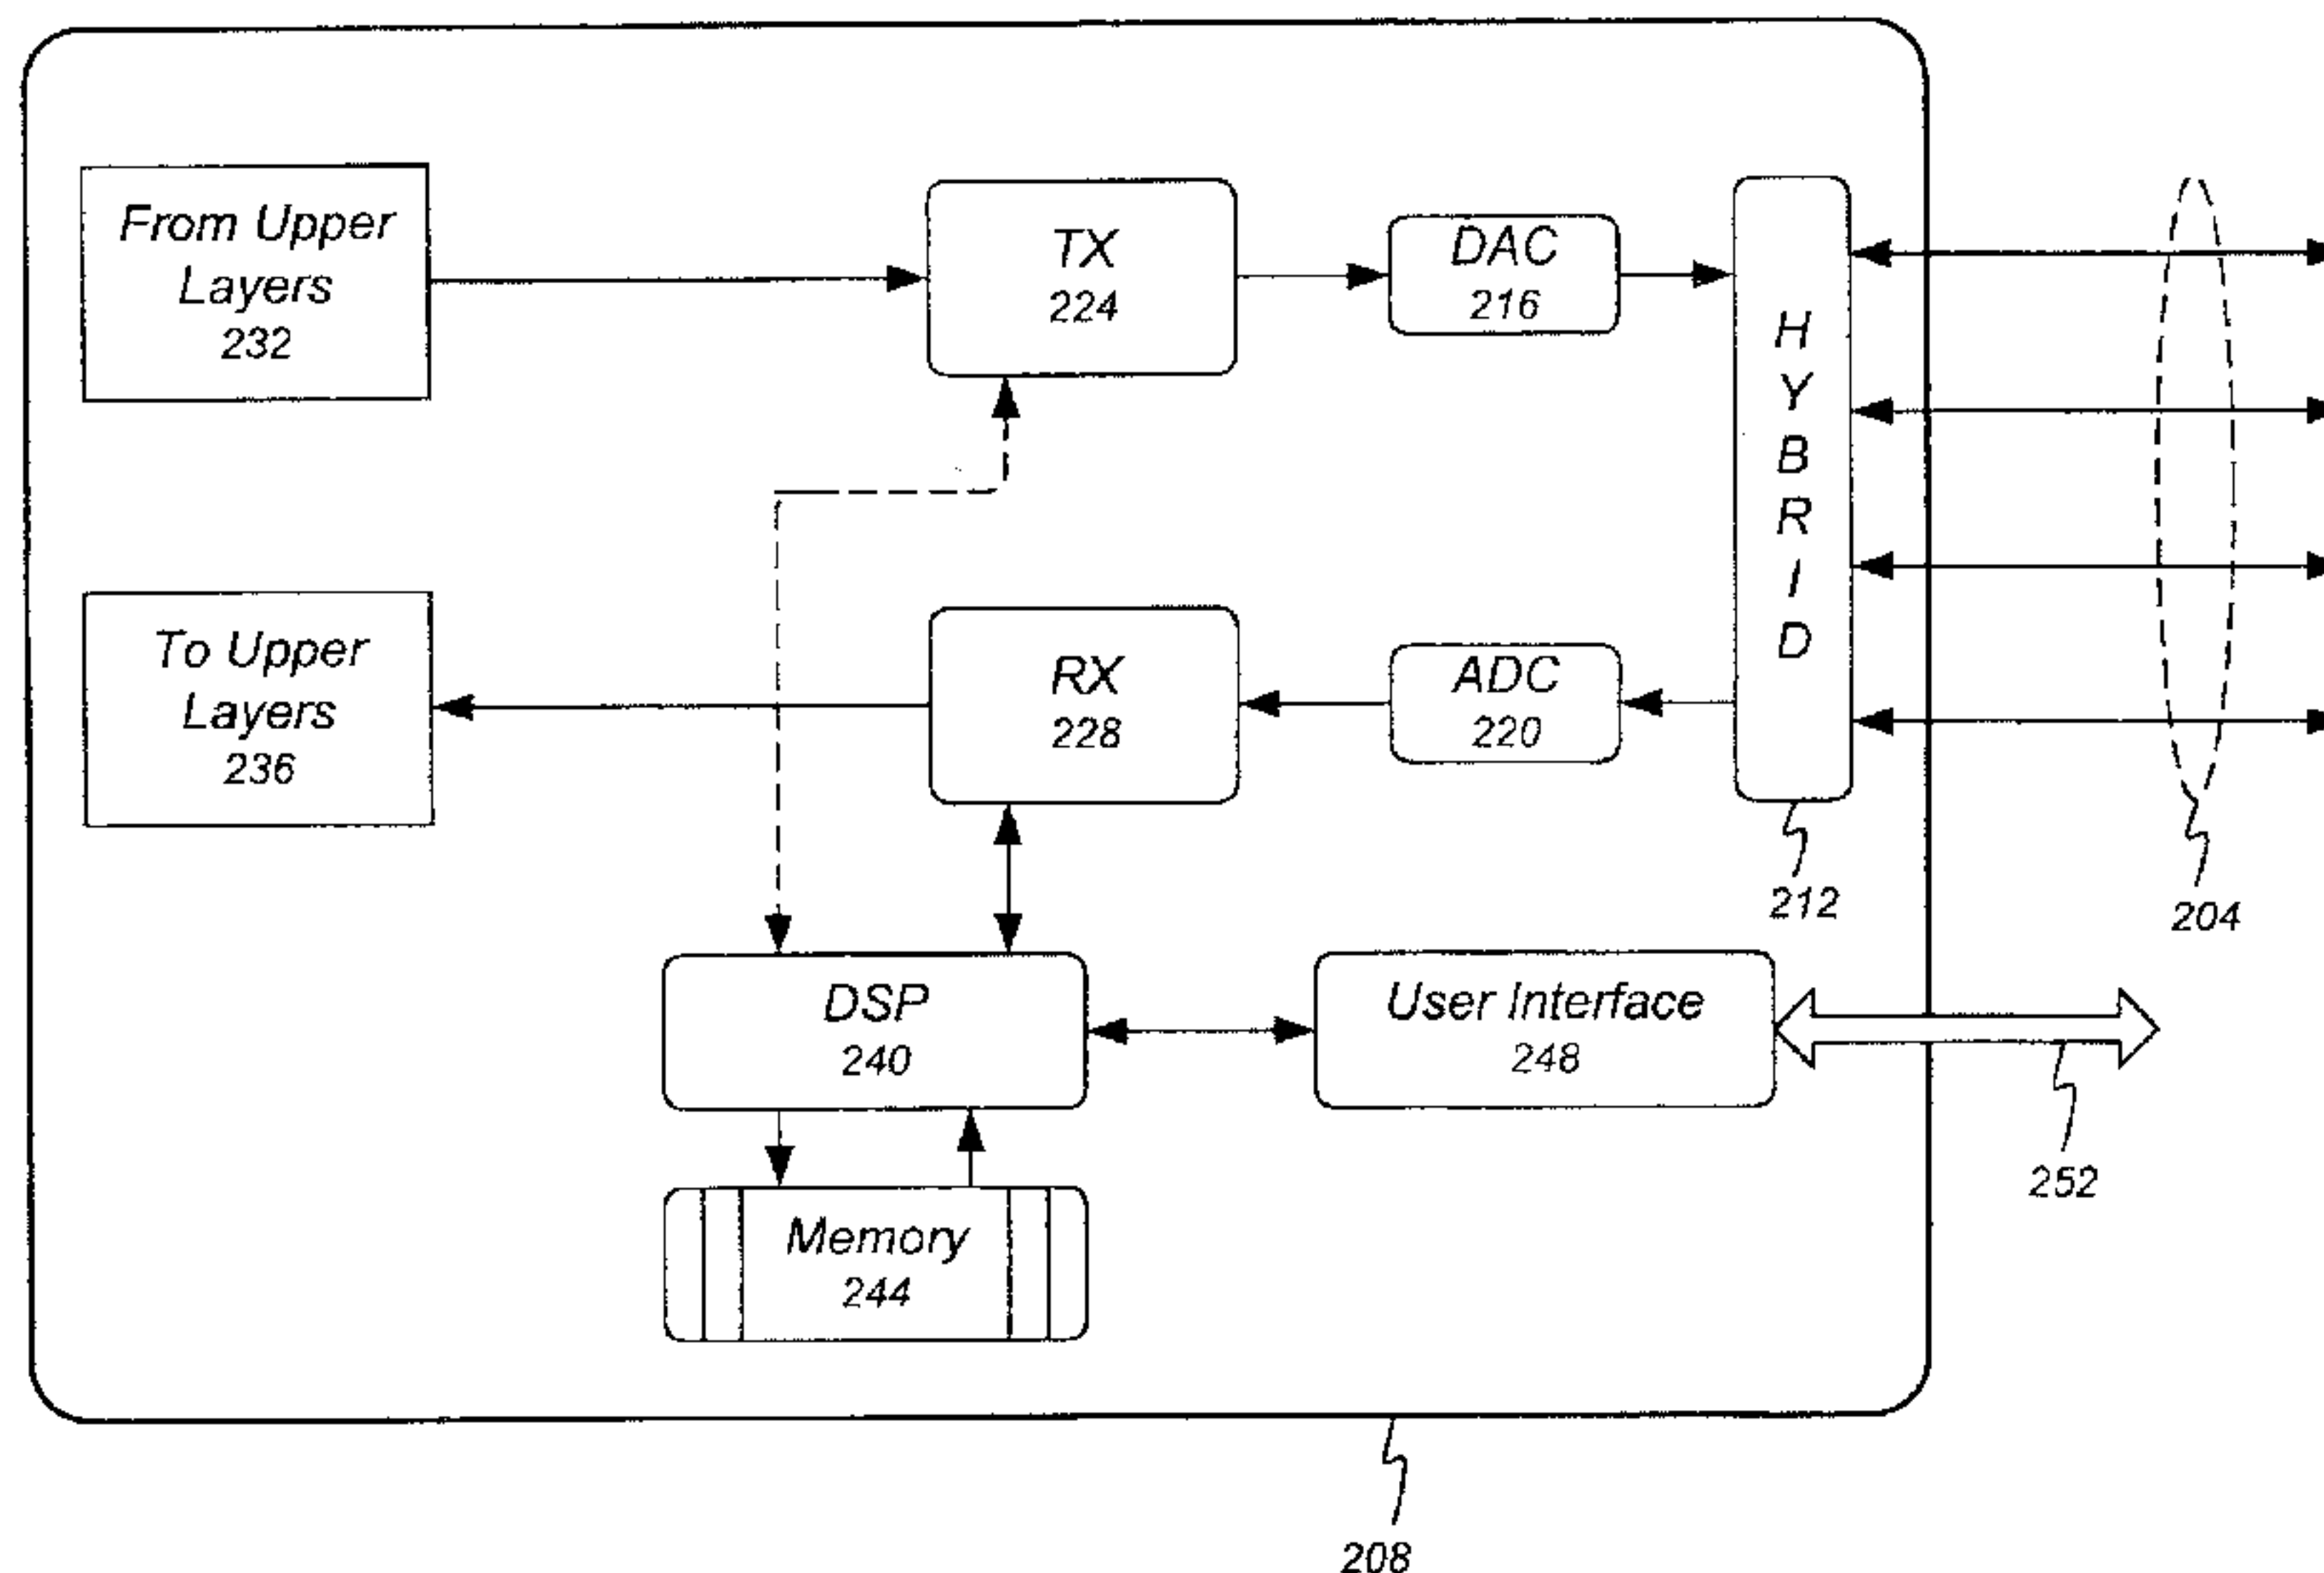 From Upper
Layers
232
TX
224
DAC
216
H
Y
B
R
I
D
To Upper
Layers
236
RX
228
ADC
220
212
204
DSP
240
User Interface
248
252
Memory
244
208